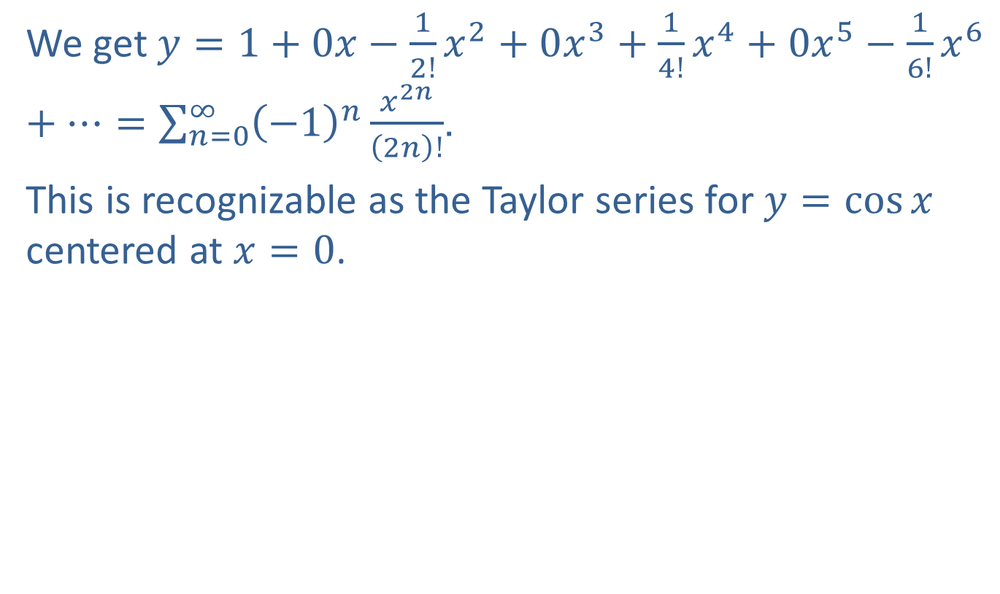 We get y = 1 + 0x − \frac{1}{2!}x^2 + 0x^3 + \frac{1}{4!}x^4 + 0x^5 − \frac{1}{6!}x^6
+ ⋯ = \sum_{n=0}^{∞}(−1)^n \frac{x^{2n}}{(2n)!}.
This is recognizable as the Taylor series for y = cos x
centered at x = 0.